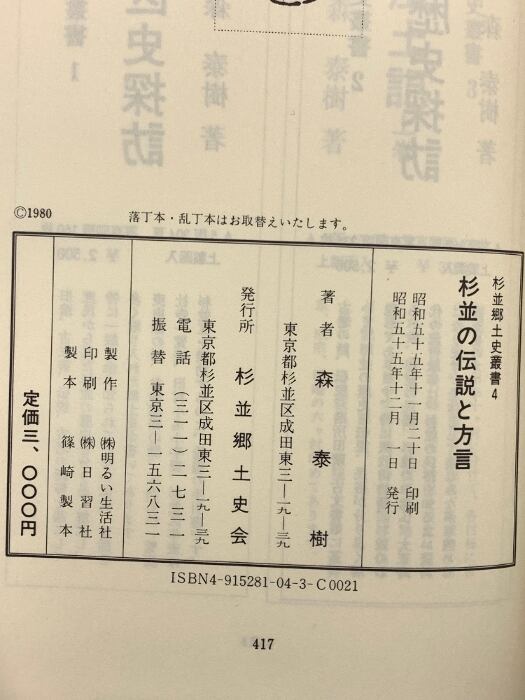 ©1980
落丁本・乱丁本はお取替えいたします。
杉並郷土史叢書4
杉並の伝説と方言
昭和五十五年十一月二十日 印刷
昭和五十五年十二月 一日 発行
著者 森泰樹
東京都杉並区成田東三―一九―三九
発行所 杉並郷土史会
東京都杉並区成田東三―一九―三九
電話(三一一)二七三一
振替 東京三―一五六八三一
製作 ㈱明るい生活社
印刷 ㈱日習社
製本 篠崎製本
定価三、〇〇〇円
ISBN4-915281-04-3-C0021
417